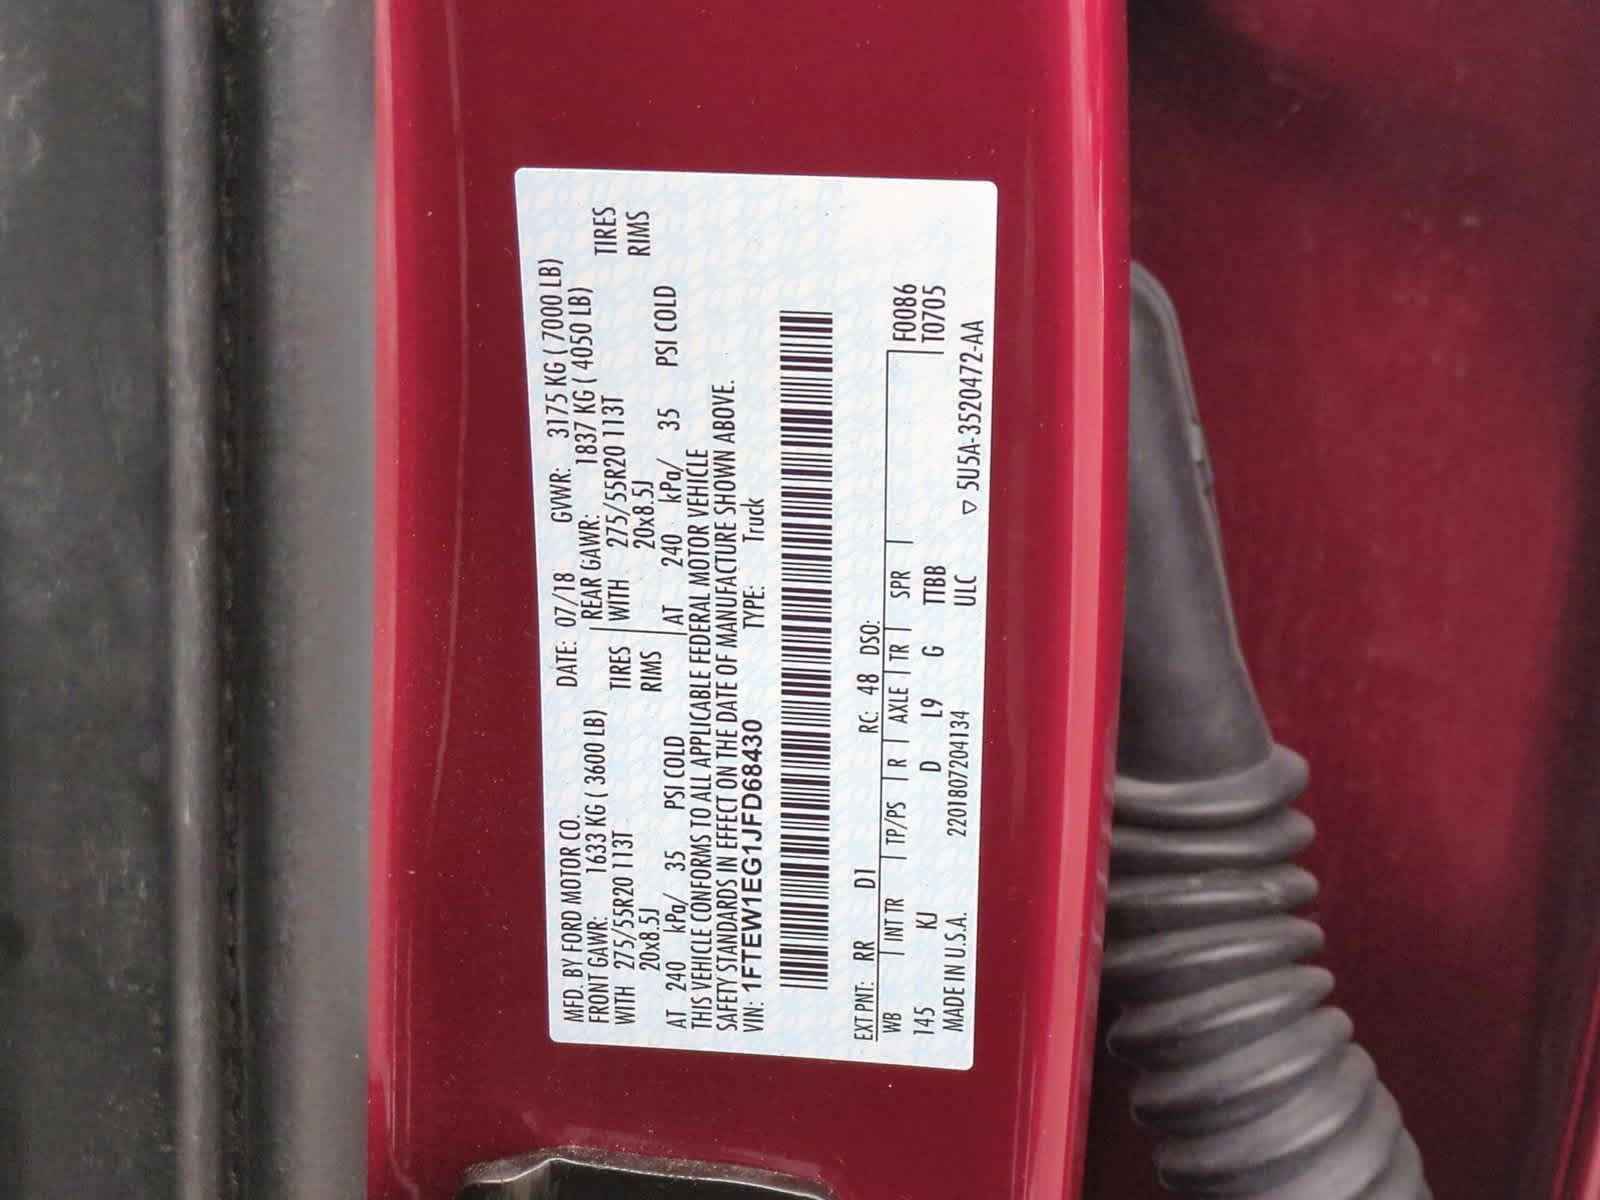 MFD. BY FORD MOTOR CO. DATE: 07/18 GVWR: 3175 KG ( 7000 LB)
FRONT GAWR: 1633 KG ( 3600 LB) REAR GAWR: 1837 KG ( 4050 LB)
WITH 275/55R20 113T TIRES WITH 275/55R20 113T TIRES
20x8.5J RIMS 20x8.5J RIMS
AT 240 kPa/ 35 PSI COLD AT 240 kPa/ 35 PSI COLD
THIS VEHICLE CONFORMS TO ALL APPLICABLE FEDERAL MOTOR VEHICLE
SAFETY STANDARDS IN EFFECT ON THE DATE OF MANUFACTURE SHOWN ABOVE.
VIN: 1FTEW1EG1JFD68430 TYPE: Truck
EXT PNT: RR D1 RC: 48 DSO: F0086
WB INT TR TP/PS R AXLE TR SPR T0705
145 KJ D L9 G TTBB
MADE IN U.S.A. 2201807204134 ULC ▽ 5U5A-3520472-AA